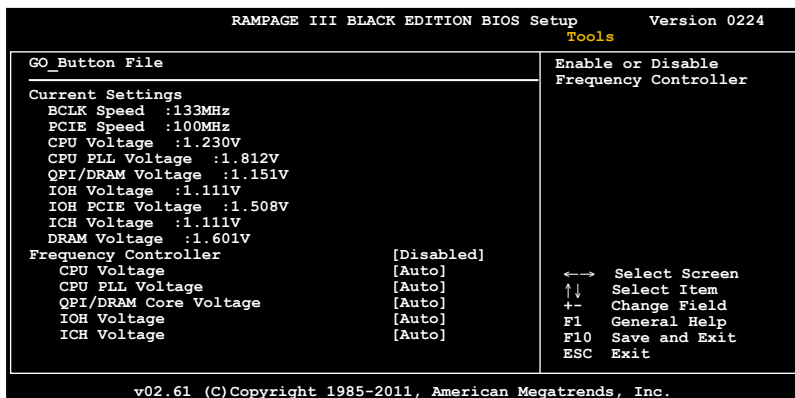 RAMPAGE III BLACK EDITION BIOS Setup Version 0224
Tools
GO_Button File
Current Settings
BCLK Speed :133MHz
PCIE Speed :100MHz
CPU Voltage :1.230V
CPU PLL Voltage :1.812V
QPI/DRAM Voltage :1.151V
IOH Voltage :1.111V
IOH PCIE Voltage :1.508V
ICH Voltage :1.111V
DRAM Voltage :1.601V
Frequency Controller [Disabled]
CPU Voltage [Auto]
CPU PLL Voltage [Auto]
QPI/DRAM Core Voltage [Auto]
IOH Voltage [Auto]
ICH Voltage [Auto]
Enable or Disable
Frequency Controller
←→ Select Screen
↑↓ Select Item
+- Change Field
F1 General Help
F10 Save and Exit
ESC Exit
v02.61 (C)Copyright 1985-2011, American Megatrends, Inc.